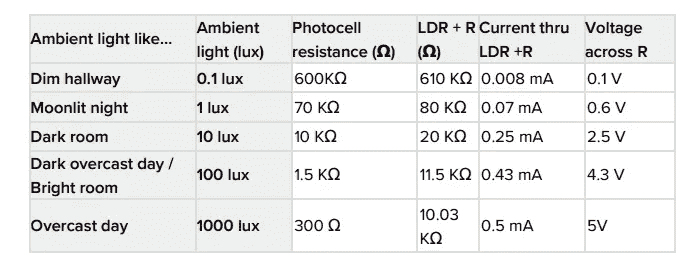 Ambient light like... Ambient light (lux) Photocell resistance (Ω) LDR + R (Ω) Current thru LDR +R Voltage across R
Dim hallway 0.1 lux 600KΩ 610 KΩ 0.008 mA 0.1 V
Moonlit night 1 lux 70 KΩ 80 KΩ 0.07 mA 0.6 V
Dark room 10 lux 10 KΩ 20 KΩ 0.25 mA 2.5 V
Dark overcast day / Bright room 100 lux 1.5 KΩ 11.5 KΩ 0.43 mA 4.3 V
Overcast day 1000 lux 300 Ω 10.03 KΩ 0.5 mA 5V